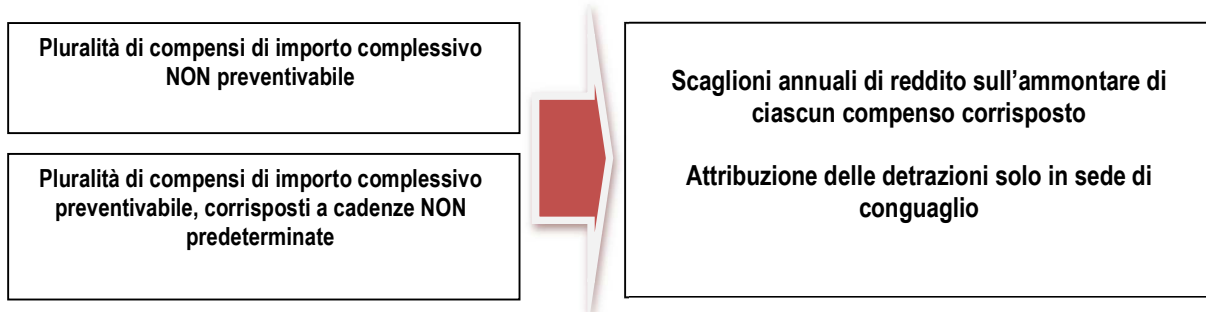 Pluralità di compensi di importo complessivo
NON preventivabile
Pluralità di compensi di importo complessivo
preventivabile, corrisposti a cadenze NON
predeterminate
Scaglioni annuali di reddito sull’ammontare di
ciascun compenso corrisposto
Attribuzione delle detrazioni solo in sede di
conguaglio